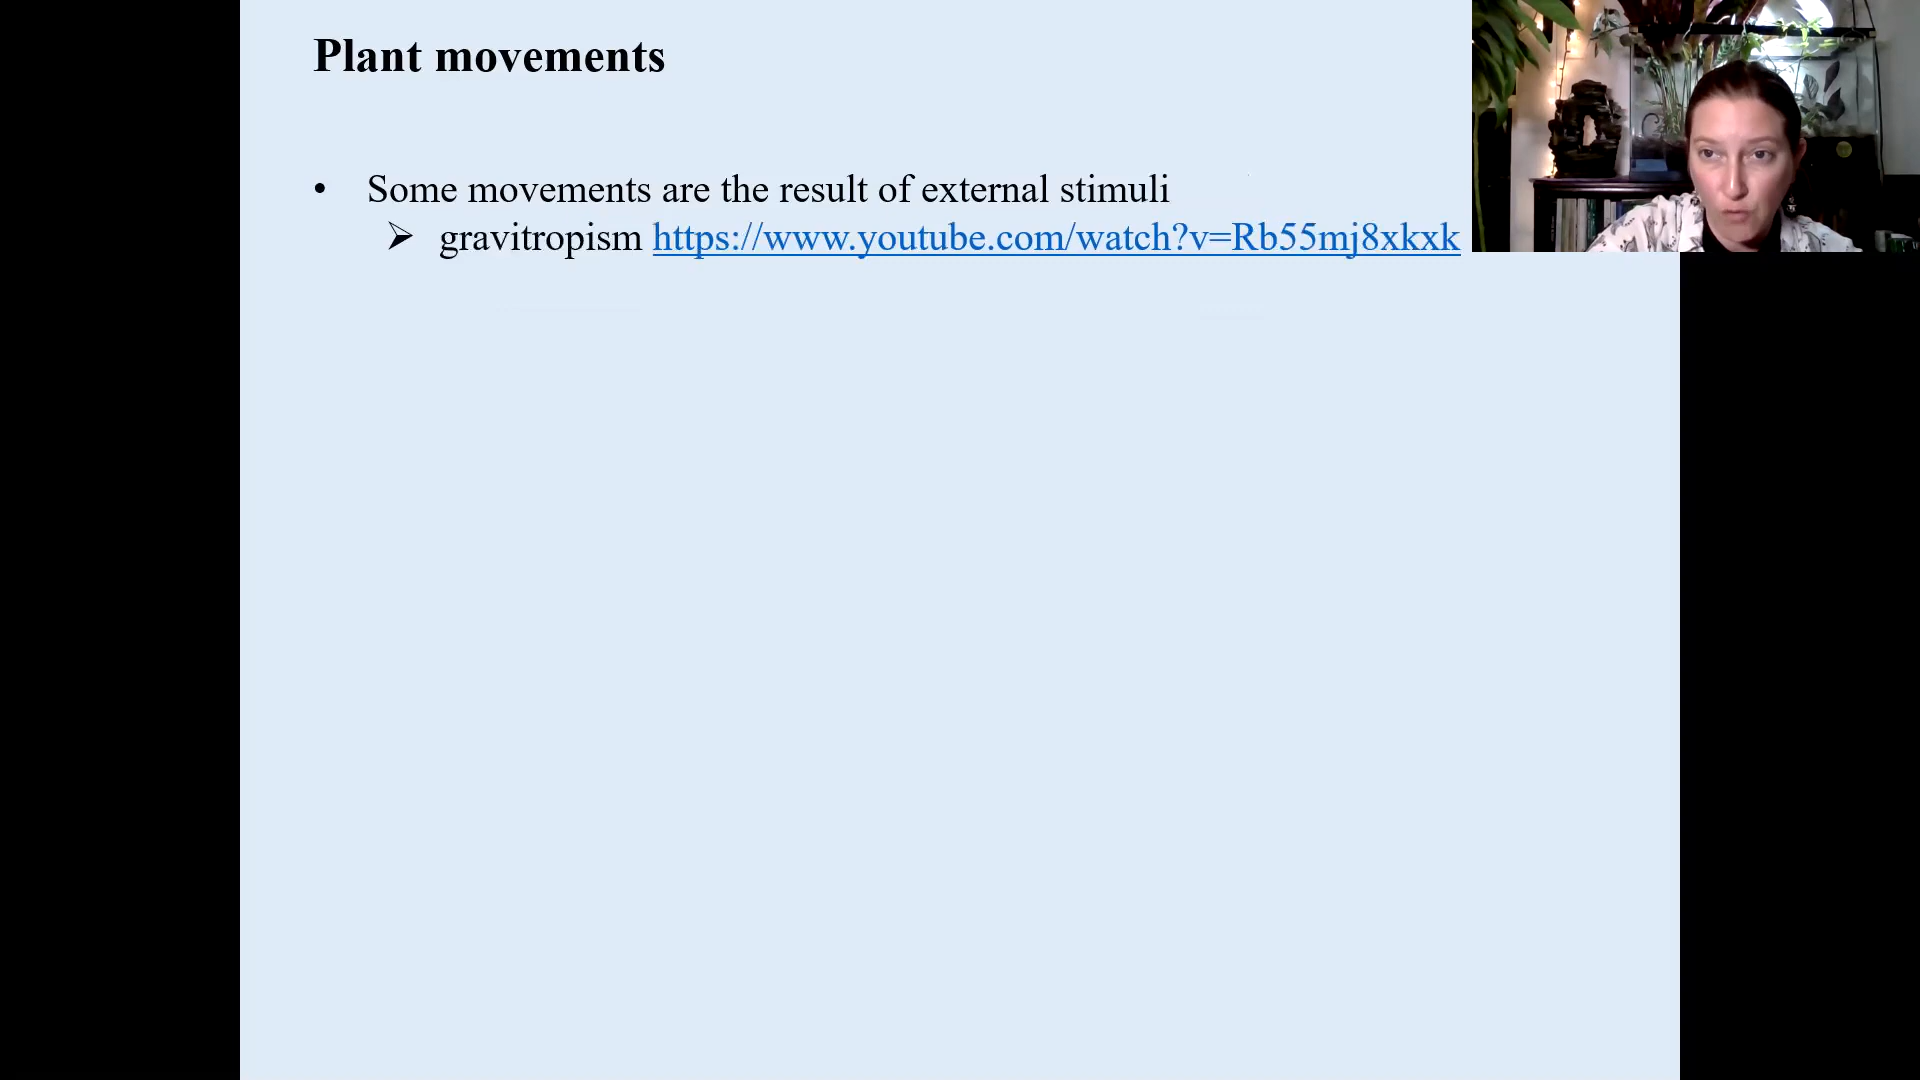 Plant movements
• Some movements are the result of external stimuli
➢ gravitropism https://www.youtube.com/watch?v=Rb55mj8xkxk